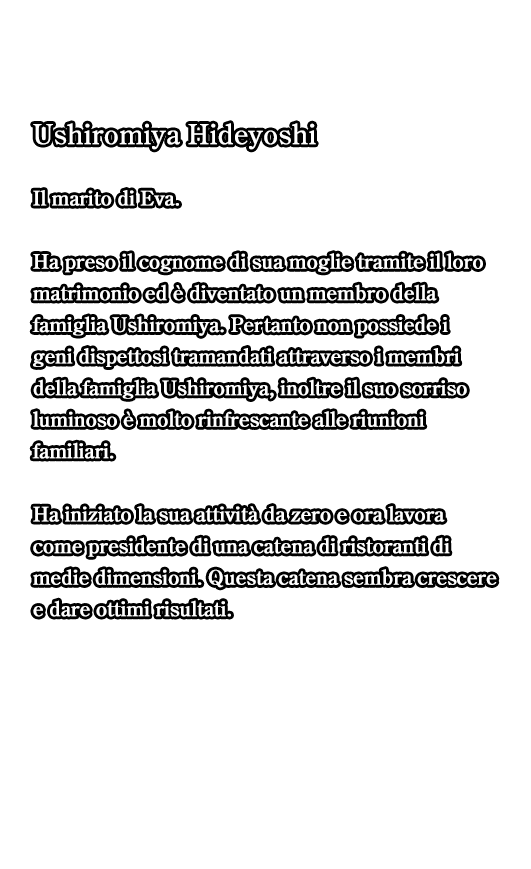 Ushiromiya Hideyoshi
Il marito di Eva.
Ha preso il cognome di sua moglie tramite il loro
matrimonio ed è diventato un membro della
famiglia Ushiromiya. Pertanto non possiede i
geni dispettosi tramandati attraverso i membri
della famiglia Ushiromiya, inoltre il suo sorriso
luminoso è molto rinfrescante alle riunioni
familiari.
Ha iniziato la sua attività da zero e ora lavora
come presidente di una catena di ristoranti di
medie dimensioni. Questa catena sembra crescere
e dare ottimi risultati.